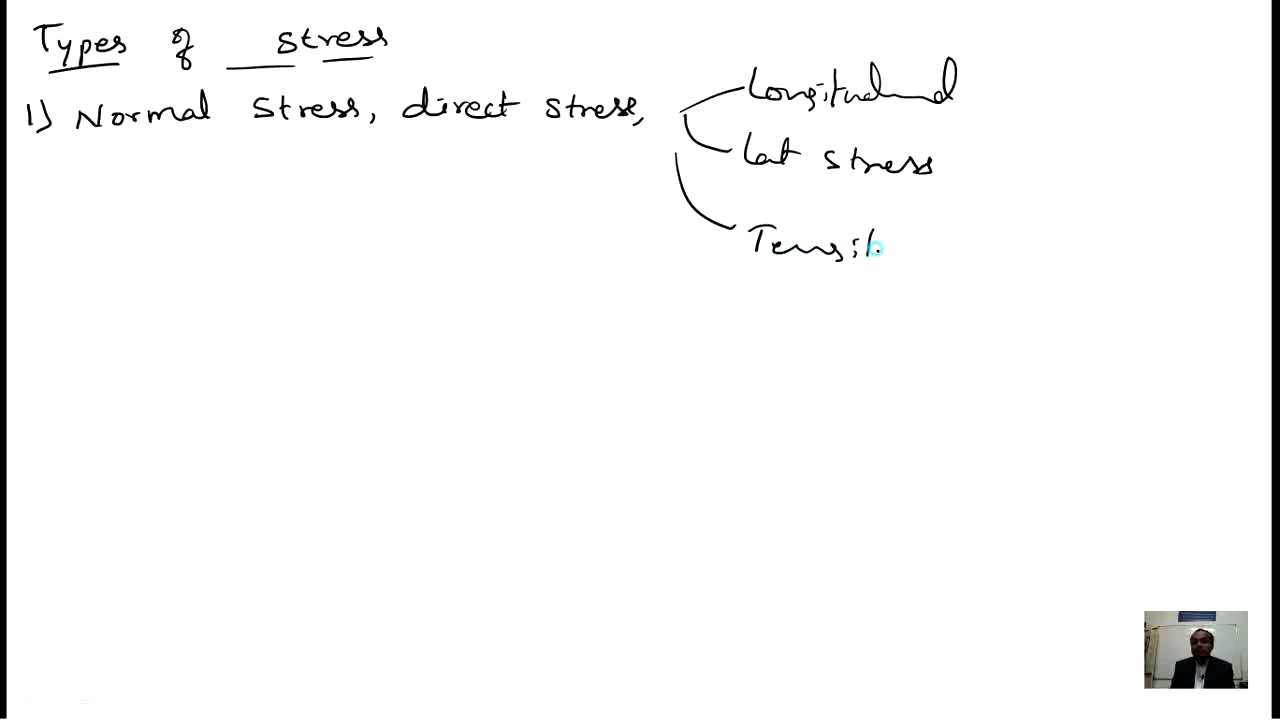 Types of stress
1) Normal stress, direct stress,
Longitudinal
Lat stress
Tensil